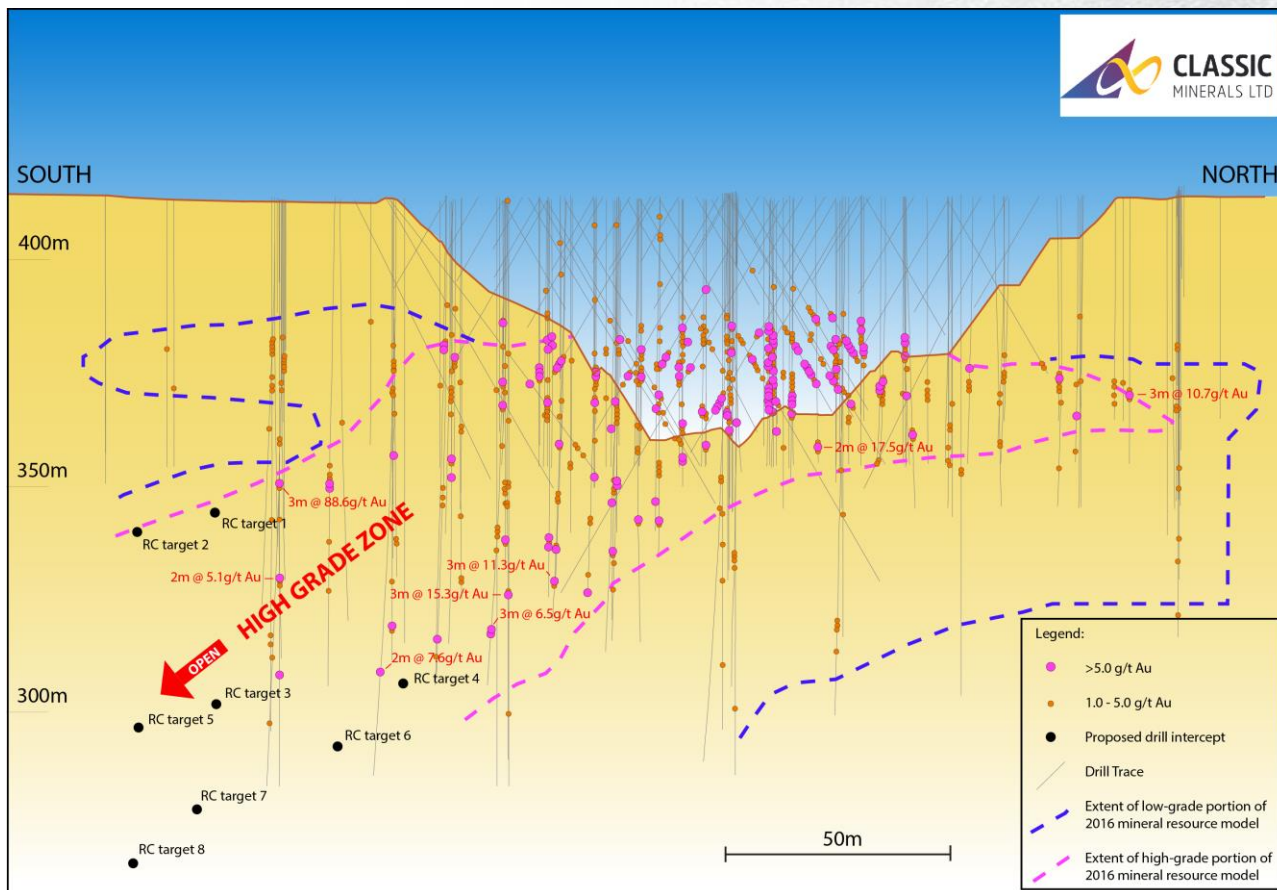 CLASSIC
MINERALS LTD
SOUTH
NORTH
400m
3m @ 10.7g/t Au
2m @ 17.5g/t Au
350m
3m @ 88.6g/t Au
RC target 1
RC target 2
HIGH GRADE ZONE
OPEN
2m @ 5.1g/t Au
3m @ 11.3g/t Au
3m @ 15.3g/t Au
3m @ 6.5g/t Au
2m @ 7.6g/t Au
RC target 4
RC target 3
300m
RC target 5
RC target 6
RC target 7
RC target 8
50m
Legend:
>5.0 g/t Au
1.0 - 5.0 g/t Au
Proposed drill intercept
Drill Trace
Extent of low-grade portion of
2016 mineral resource model
Extent of high-grade portion of
2016 mineral resource model